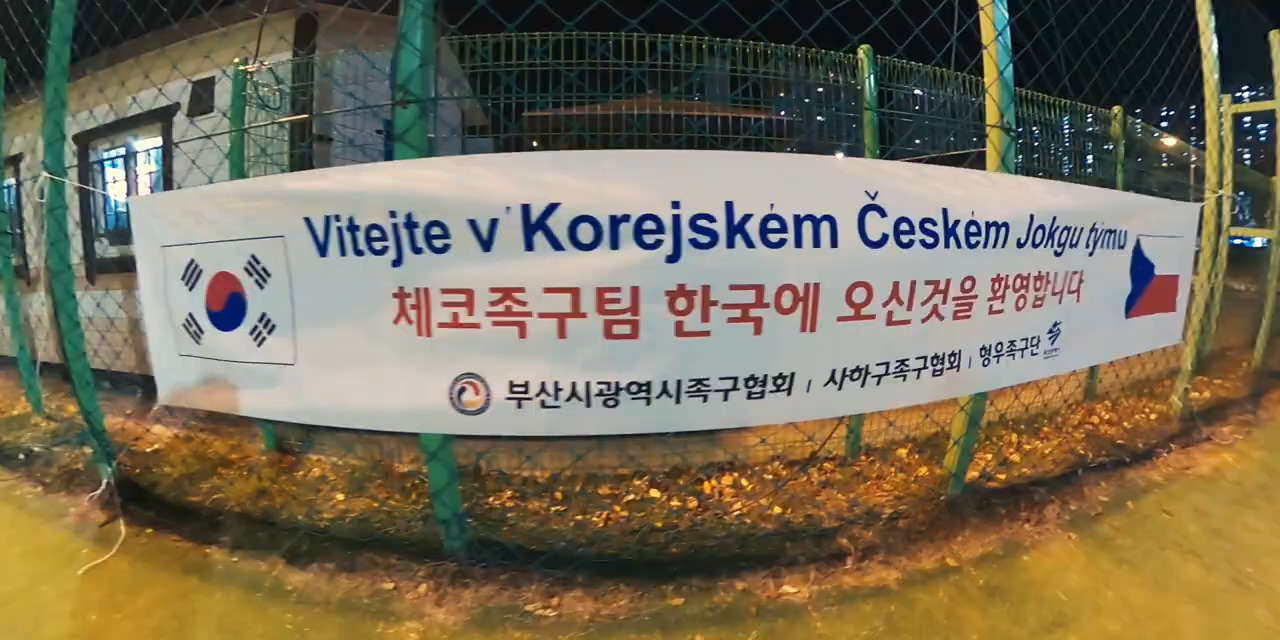 Vitejte v' Korejském Českém Jokgu týmu
체코족구팀 한국에 오신것을 환영합니다
부산시광역시족구협회 | 사하구족구협회 | 형우족구단